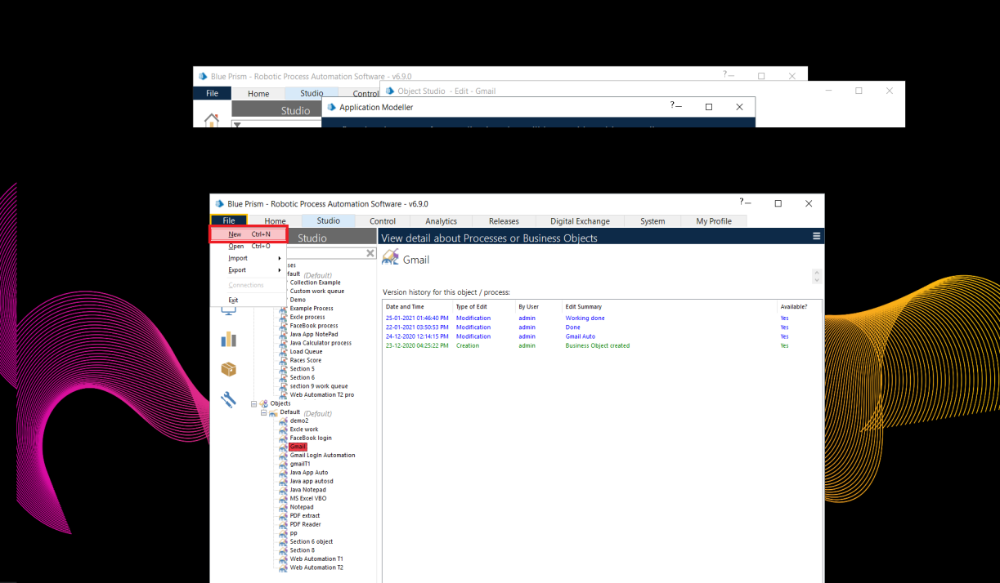 Blue Prism - Robotic Process Automation Software - v6.9.0
File Home Studio Control
Object Studio - Edit - Gmail
Studio
Application Modeller
Blue Prism - Robotic Process Automation Software - v6.9.0
File Home Studio Control Analytics Releases Digital Exchange System My Profile
New Ctrl+N
Open Ctrl+O
Import
Export
Connections
Exit
Studio
View detail about Processes or Business Objects
Gmail
Version history for this object / process:
Date and Time Type of Edit By User Edit Summary Available?
25-01-2021 01:46:40 PM Modification admin Working done Yes
22-01-2021 03:50:53 PM Modification admin Done Yes
24-12-2020 12:14:15 PM Modification admin Gmail Auto Yes
23-12-2020 04:25:22 PM Creation admin Business Object created Yes
sses
fault (Default)
Collection Example
Custom work queue
Demo
Example Process
Excle process
FaceBook process
Java App NotePad
Java Calculator process
Load Queue
Races Score
Section 5
Section 6
section 9 work queue
Web Automation T2 pro
Objects
Default (Default)
demo2
Excle work
FaceBook login
Gmail
Gmail LogIn Automation
gmailT1
Java App Auto
Java app autosd
Java Notepad
MS Excel VBO
Notepad
PDF extract
PDF Reader
pp
Section 6 object
Section 8
Web Automation T1
Web Automation T2